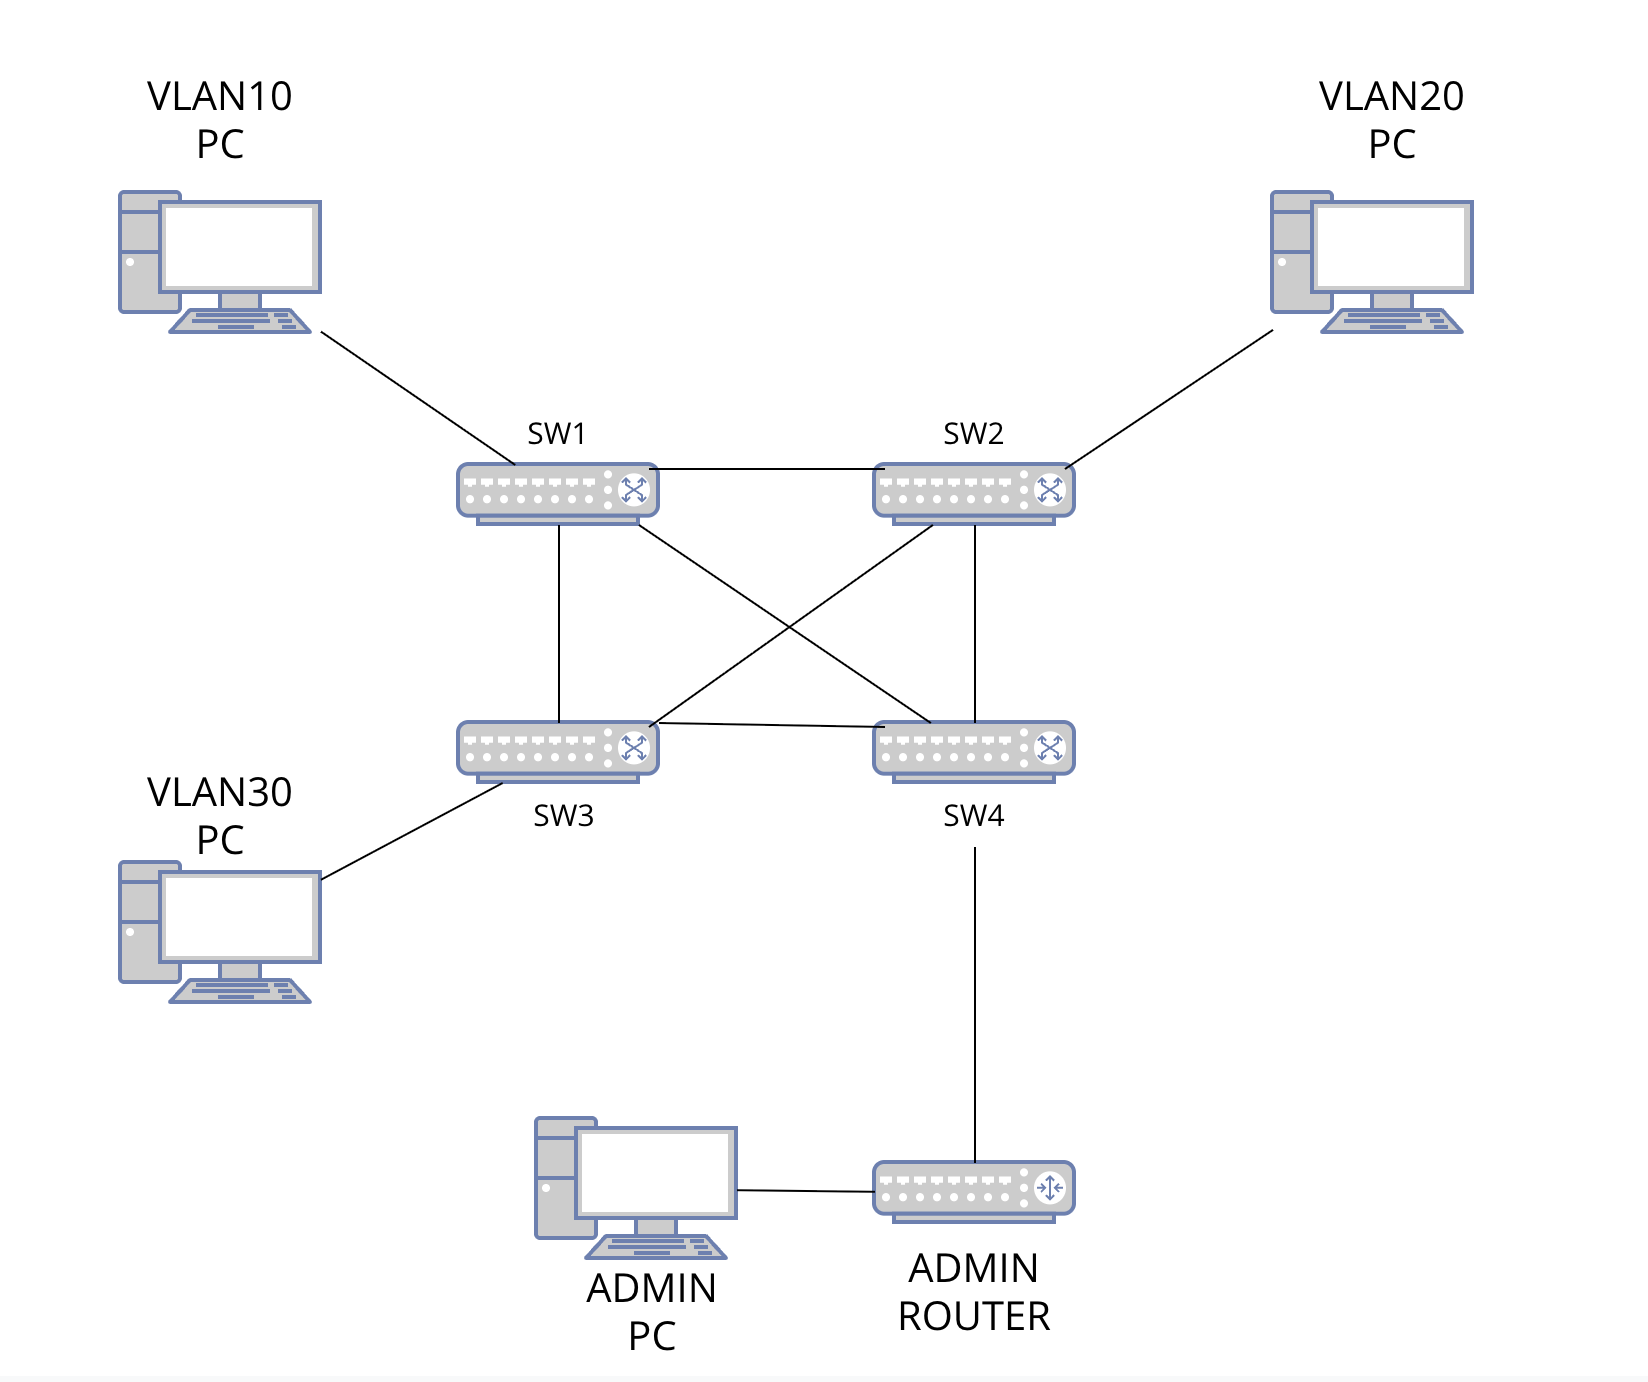 VLAN10
PC
VLAN20
PC
SW1
SW2
VLAN30
PC
SW3
SW4
ADMIN
PC
ADMIN
ROUTER